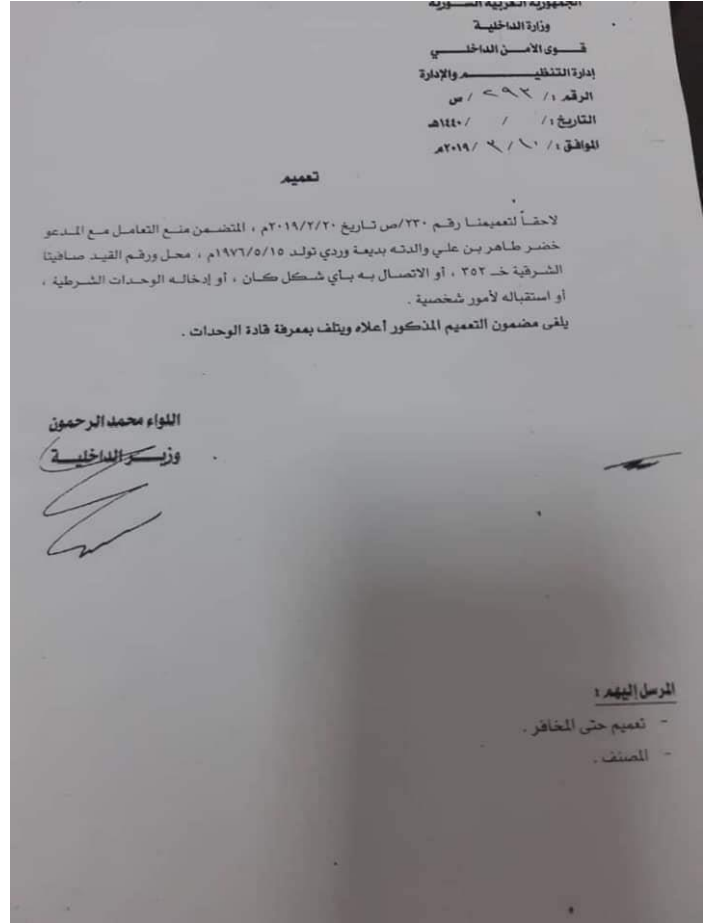 الجمهورية العربية السورية
وزارة الداخلية
قوى الأمن الداخلي
إدارة التنظيم والإدارة
الرقم :/ ٢٩٢ /ص
التاريخ :/ / /١٤٤٠هـ
الموافق :/ ١٠ / ٣ /٢٠١٩م
تعميم
لاحقاً لتعميمنا رقم ٢٣٠/ص تاريخ ٢٠١٩/٢/٢٠م ، المتضمن منع التعامل مع المدعو
خضر طاهر بن علي والدته بديعة وردي تولد ١٩٧٦/٥/١٥م ، محل ورقم القيد صافيتا
الشرقية خـ ٣٥٢ ، أو الاتصال به بأي شكل كان ، أو إدخاله الوحدات الشرطية ،
أو استقباله لأمور شخصية .
يلغى مضمون التعميم المذكور أعلاه ويتلف بمعرفة قادة الوحدات .
اللواء محمد الرحمون
وزير الداخلية
المرسل إليهم :
- تعميم حتى المخافر .
- المصنف .